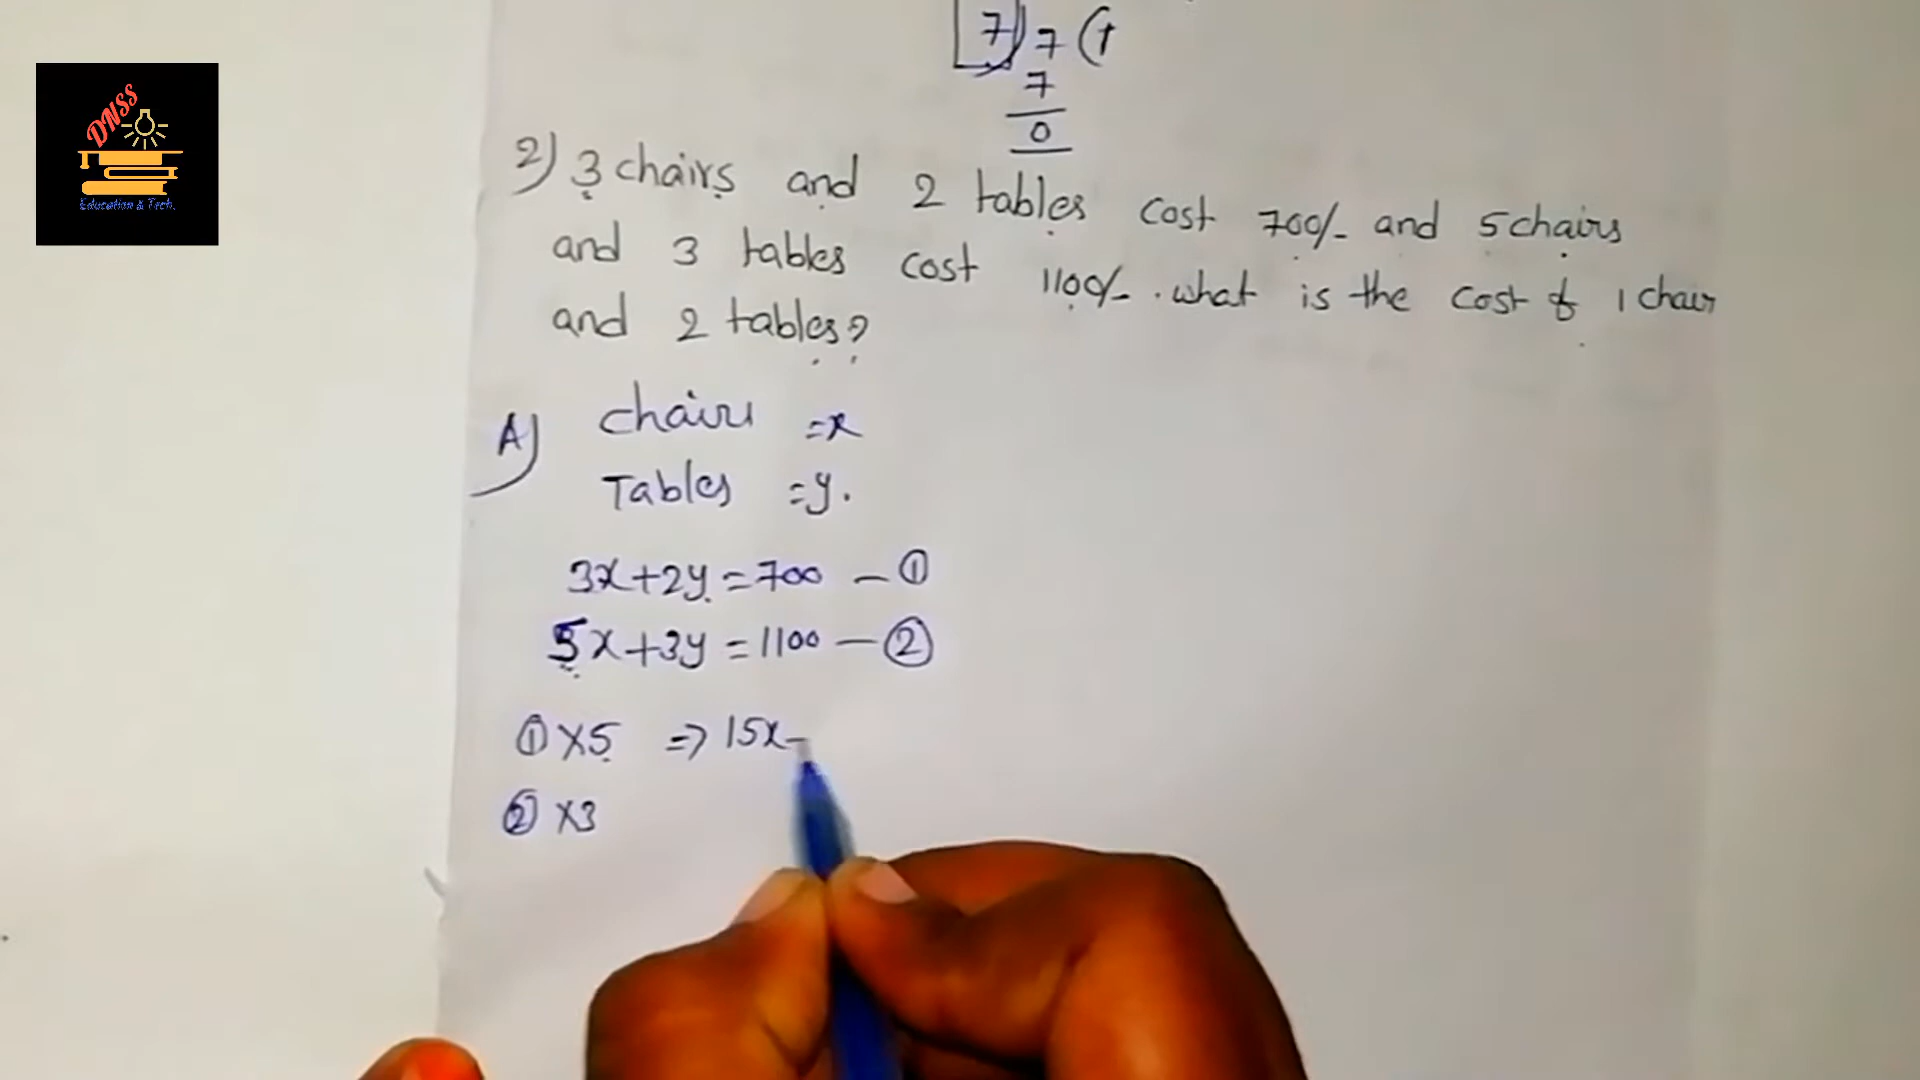 7) 7 (1
7
0
DNSS
Education & Tech.
2) 3 chairs and 2 tables cost 700/- and 5 chairs
and 3 tables cost 1100/- . what is the cost of 1 chair
and 2 tables?
A) chairs = x
Tables = y.
3x+2y = 700 - ①
5x+3y = 1100 - ②
① X5 => 15x-
② X3